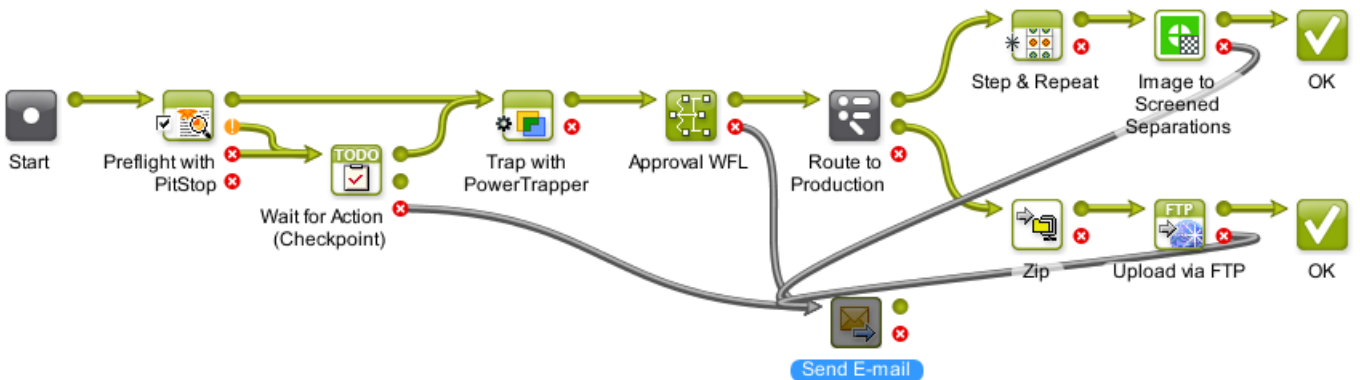 Start
Preflight with
PitStop
TODO
Wait for Action
(Checkpoint)
Trap with
PowerTrapper
Approval WFL
Route to
Production
Step & Repeat
Image to
Screened
Separations
OK
Zip
FTP
Upload via FTP
OK
Send E-mail